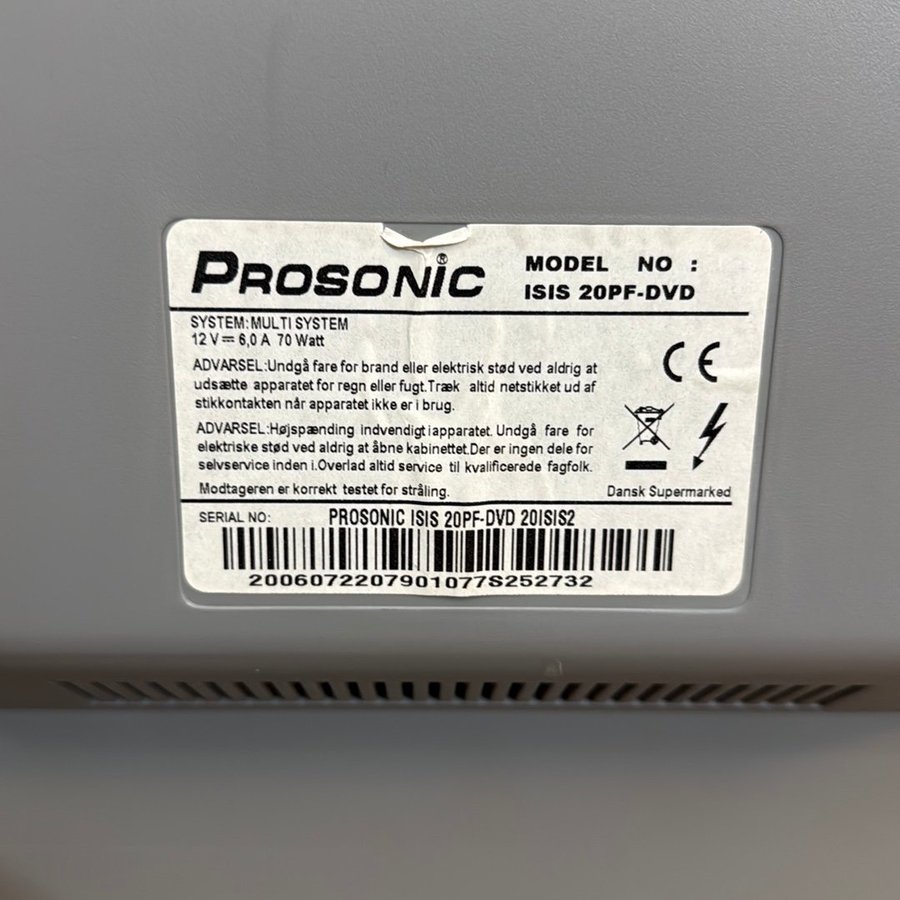 PROSONIC®
MODEL NO :
ISIS 20PF-DVD
SYSTEM: MULTI SYSTEM
12 V⎓ 6,0 A 70 Watt
ADVARSEL:Undgå fare for brand eller elektrisk stød ved aldrig at
udsætte apparatet for regn eller fugt.Træk altid netstikket ud af
stikkontakten når apparatet ikke er i brug.
ADVARSEL:Højspænding indvendigt i apparatet. Undgå fare for
elektriske stød ved aldrig at åbne kabinettet.Der er ingen dele for
selvservice inden i.Overlad altid service til kvalificerede fagfolk.
Modtageren er korrekt testet for stråling.
CE
Dansk Supermarked
SERIAL NO:
PROSONIC ISIS 20PF-DVD 20ISIS2
2006072207901077S252732